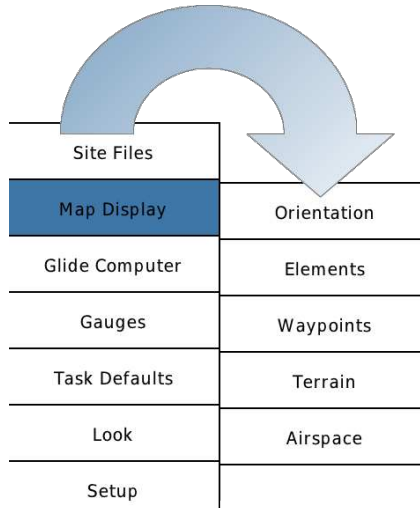 Site Files
Map Display
Glide Computer
Gauges
Task Defaults
Look
Setup
Orientation
Elements
Waypoints
Terrain
Airspace